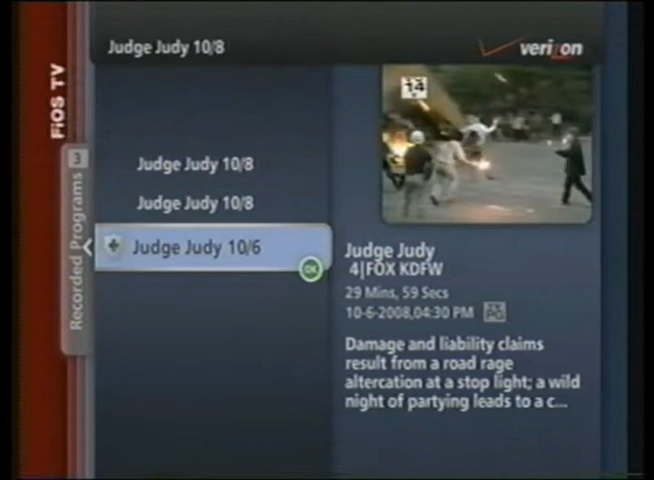 Judge Judy 10/8
verizon
FiOS TV
3
Recorded Programs
Judge Judy 10/8
Judge Judy 10/8
Judge Judy 10/6
OK
14
Judge Judy
4|FOX KDFW
29 Mins, 59 Secs
10-6-2008,04:30 PM
Damage and liability claims
result from a road rage
altercation at a stop light; a wild
night of partying leads to a c...